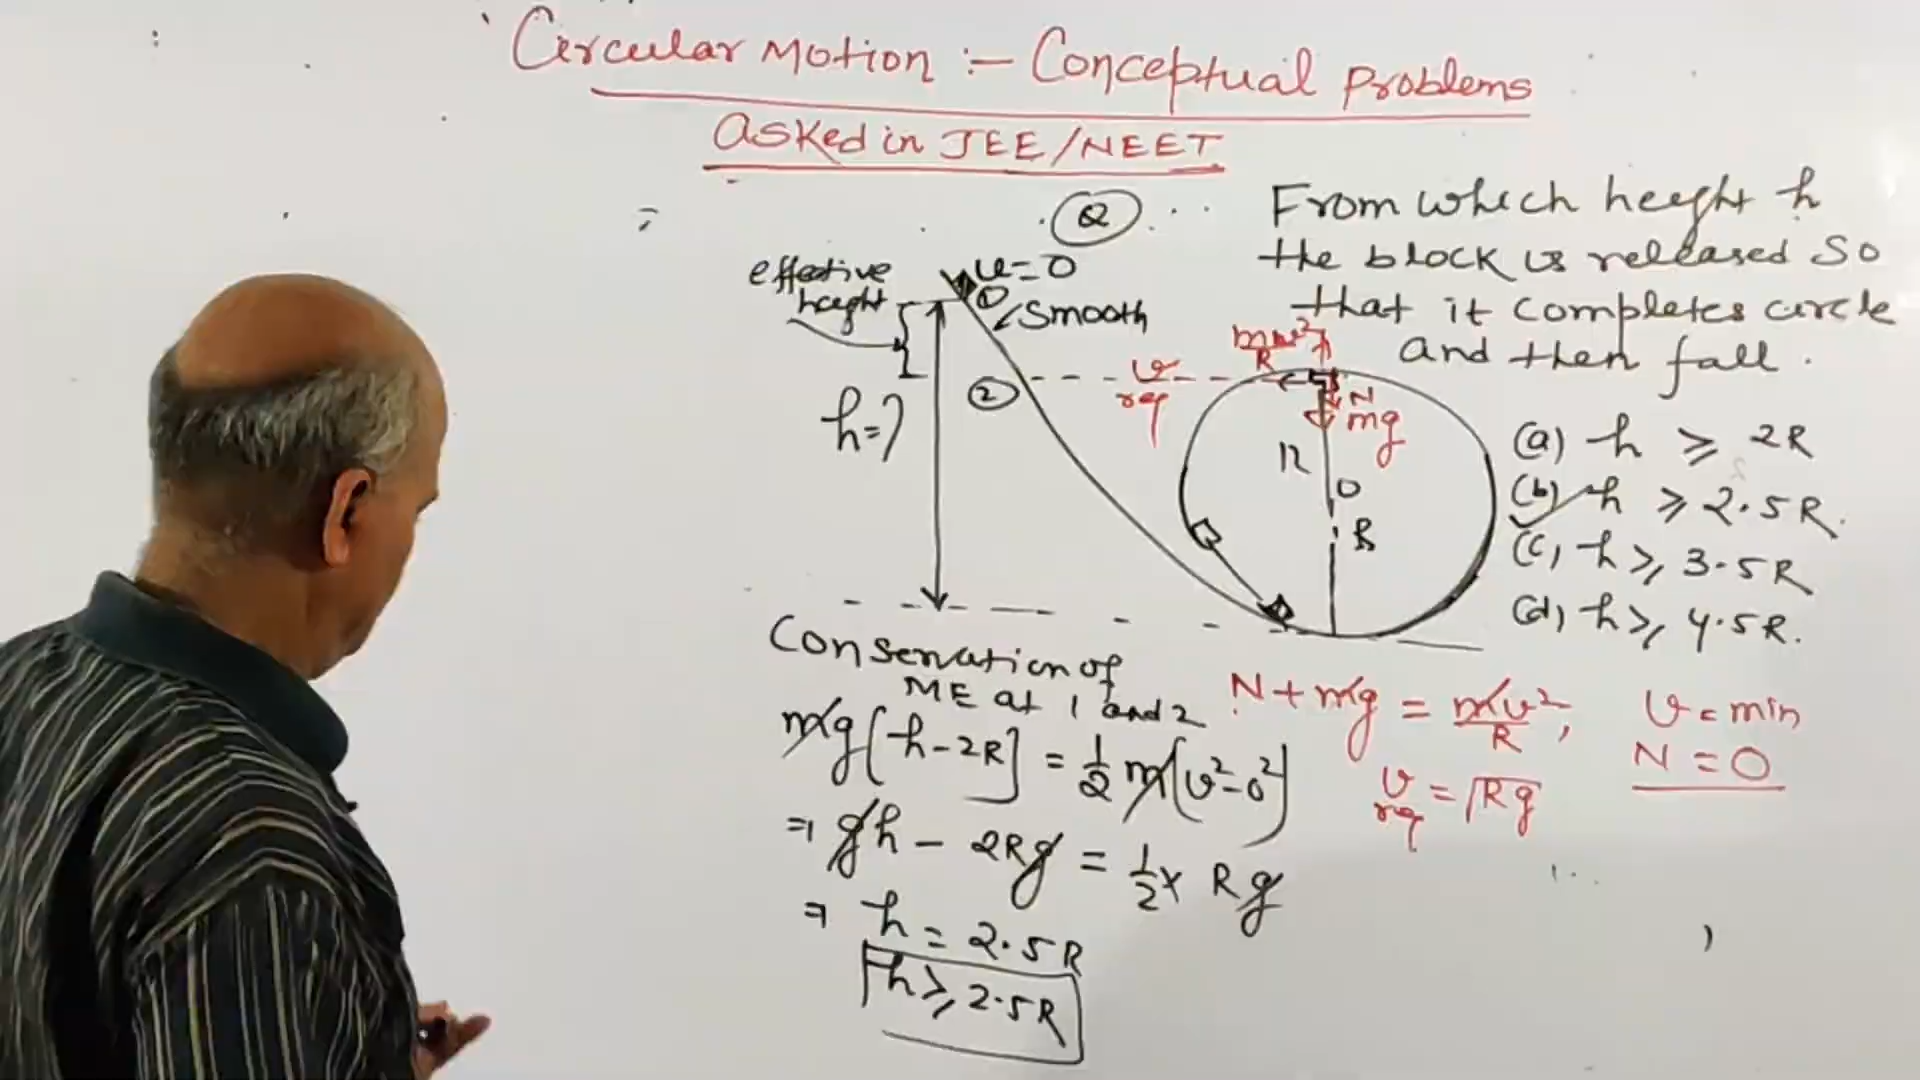 Circular Motion :- Conceptual Problems
Asked in JEE/NEET
Q
From which height h
the block is released so
that it completes circle
and then fall.
effective
height
u=0
1
Smooth
mv²/R
v
req
2
N
mg
h=?
R
O
R
(a) h ≥ 2R
(b) h ≥ 2.5R.
(c) h ≥ 3.5R
(d) h ≥ 4.5R.
Conservation of
ME at 1 and 2
mg[h-2R] = 1/2 m[v²-0²]
⇒ gh - 2Rg = 1/2 x Rg
⇒ h = 2.5R
h ≥ 2.5R
N + mg = mv²/R, v = min
N = 0
v req = √Rg